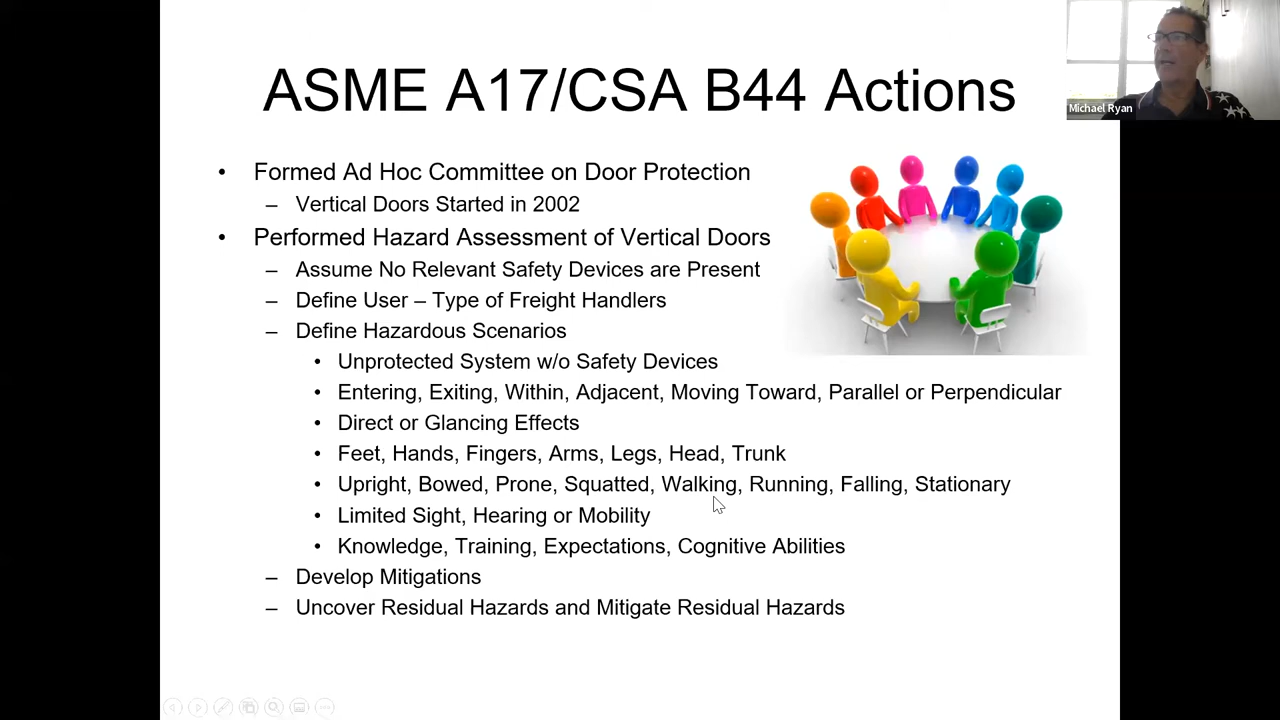 ASME A17/CSA B44 Actions
Michael Ryan
• Formed Ad Hoc Committee on Door Protection
– Vertical Doors Started in 2002
• Performed Hazard Assessment of Vertical Doors
– Assume No Relevant Safety Devices are Present
– Define User – Type of Freight Handlers
– Define Hazardous Scenarios
• Unprotected System w/o Safety Devices
• Entering, Exiting, Within, Adjacent, Moving Toward, Parallel or Perpendicular
• Direct or Glancing Effects
• Feet, Hands, Fingers, Arms, Legs, Head, Trunk
• Upright, Bowed, Prone, Squatted, Walking, Running, Falling, Stationary
• Limited Sight, Hearing or Mobility
• Knowledge, Training, Expectations, Cognitive Abilities
– Develop Mitigations
– Uncover Residual Hazards and Mitigate Residual Hazards